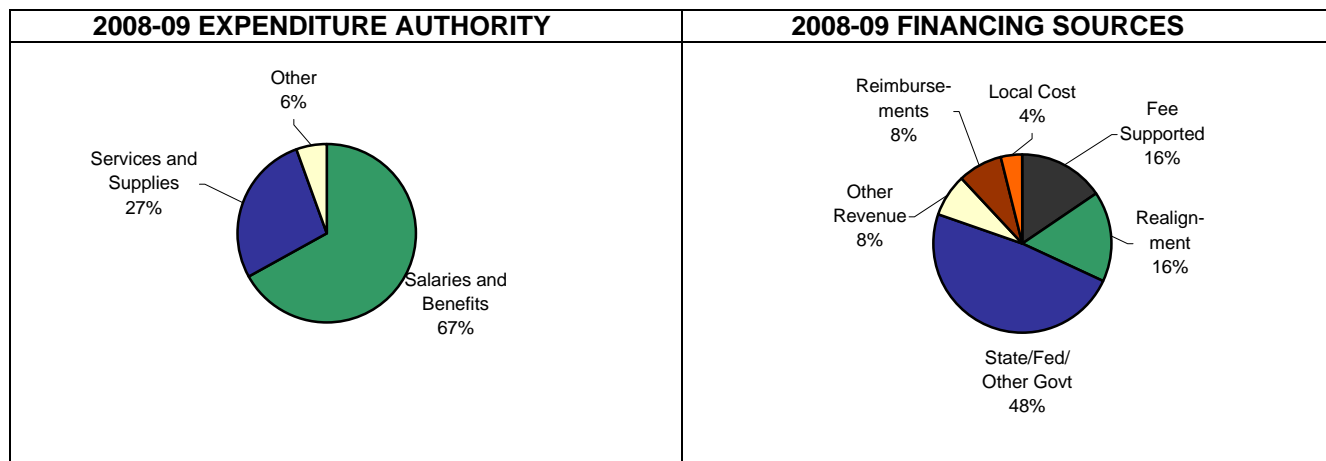 2008-09 EXPENDITURE AUTHORITY
Other
6%
Services and
Supplies
27%
Salaries and
Benefits
67%
2008-09 FINANCING SOURCES
Reimburse-
ments
8%
Local Cost
4%
Fee
Supported
16%
Other
Revenue
8%
Realign-
ment
16%
State/Fed/
Other Govt
48%